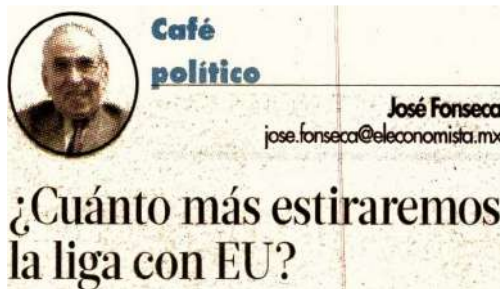 Café
político
José Fonseca
jose.fonseca@eleconomista.mx
¿Cuánto más estiraremos
la liga con EU?